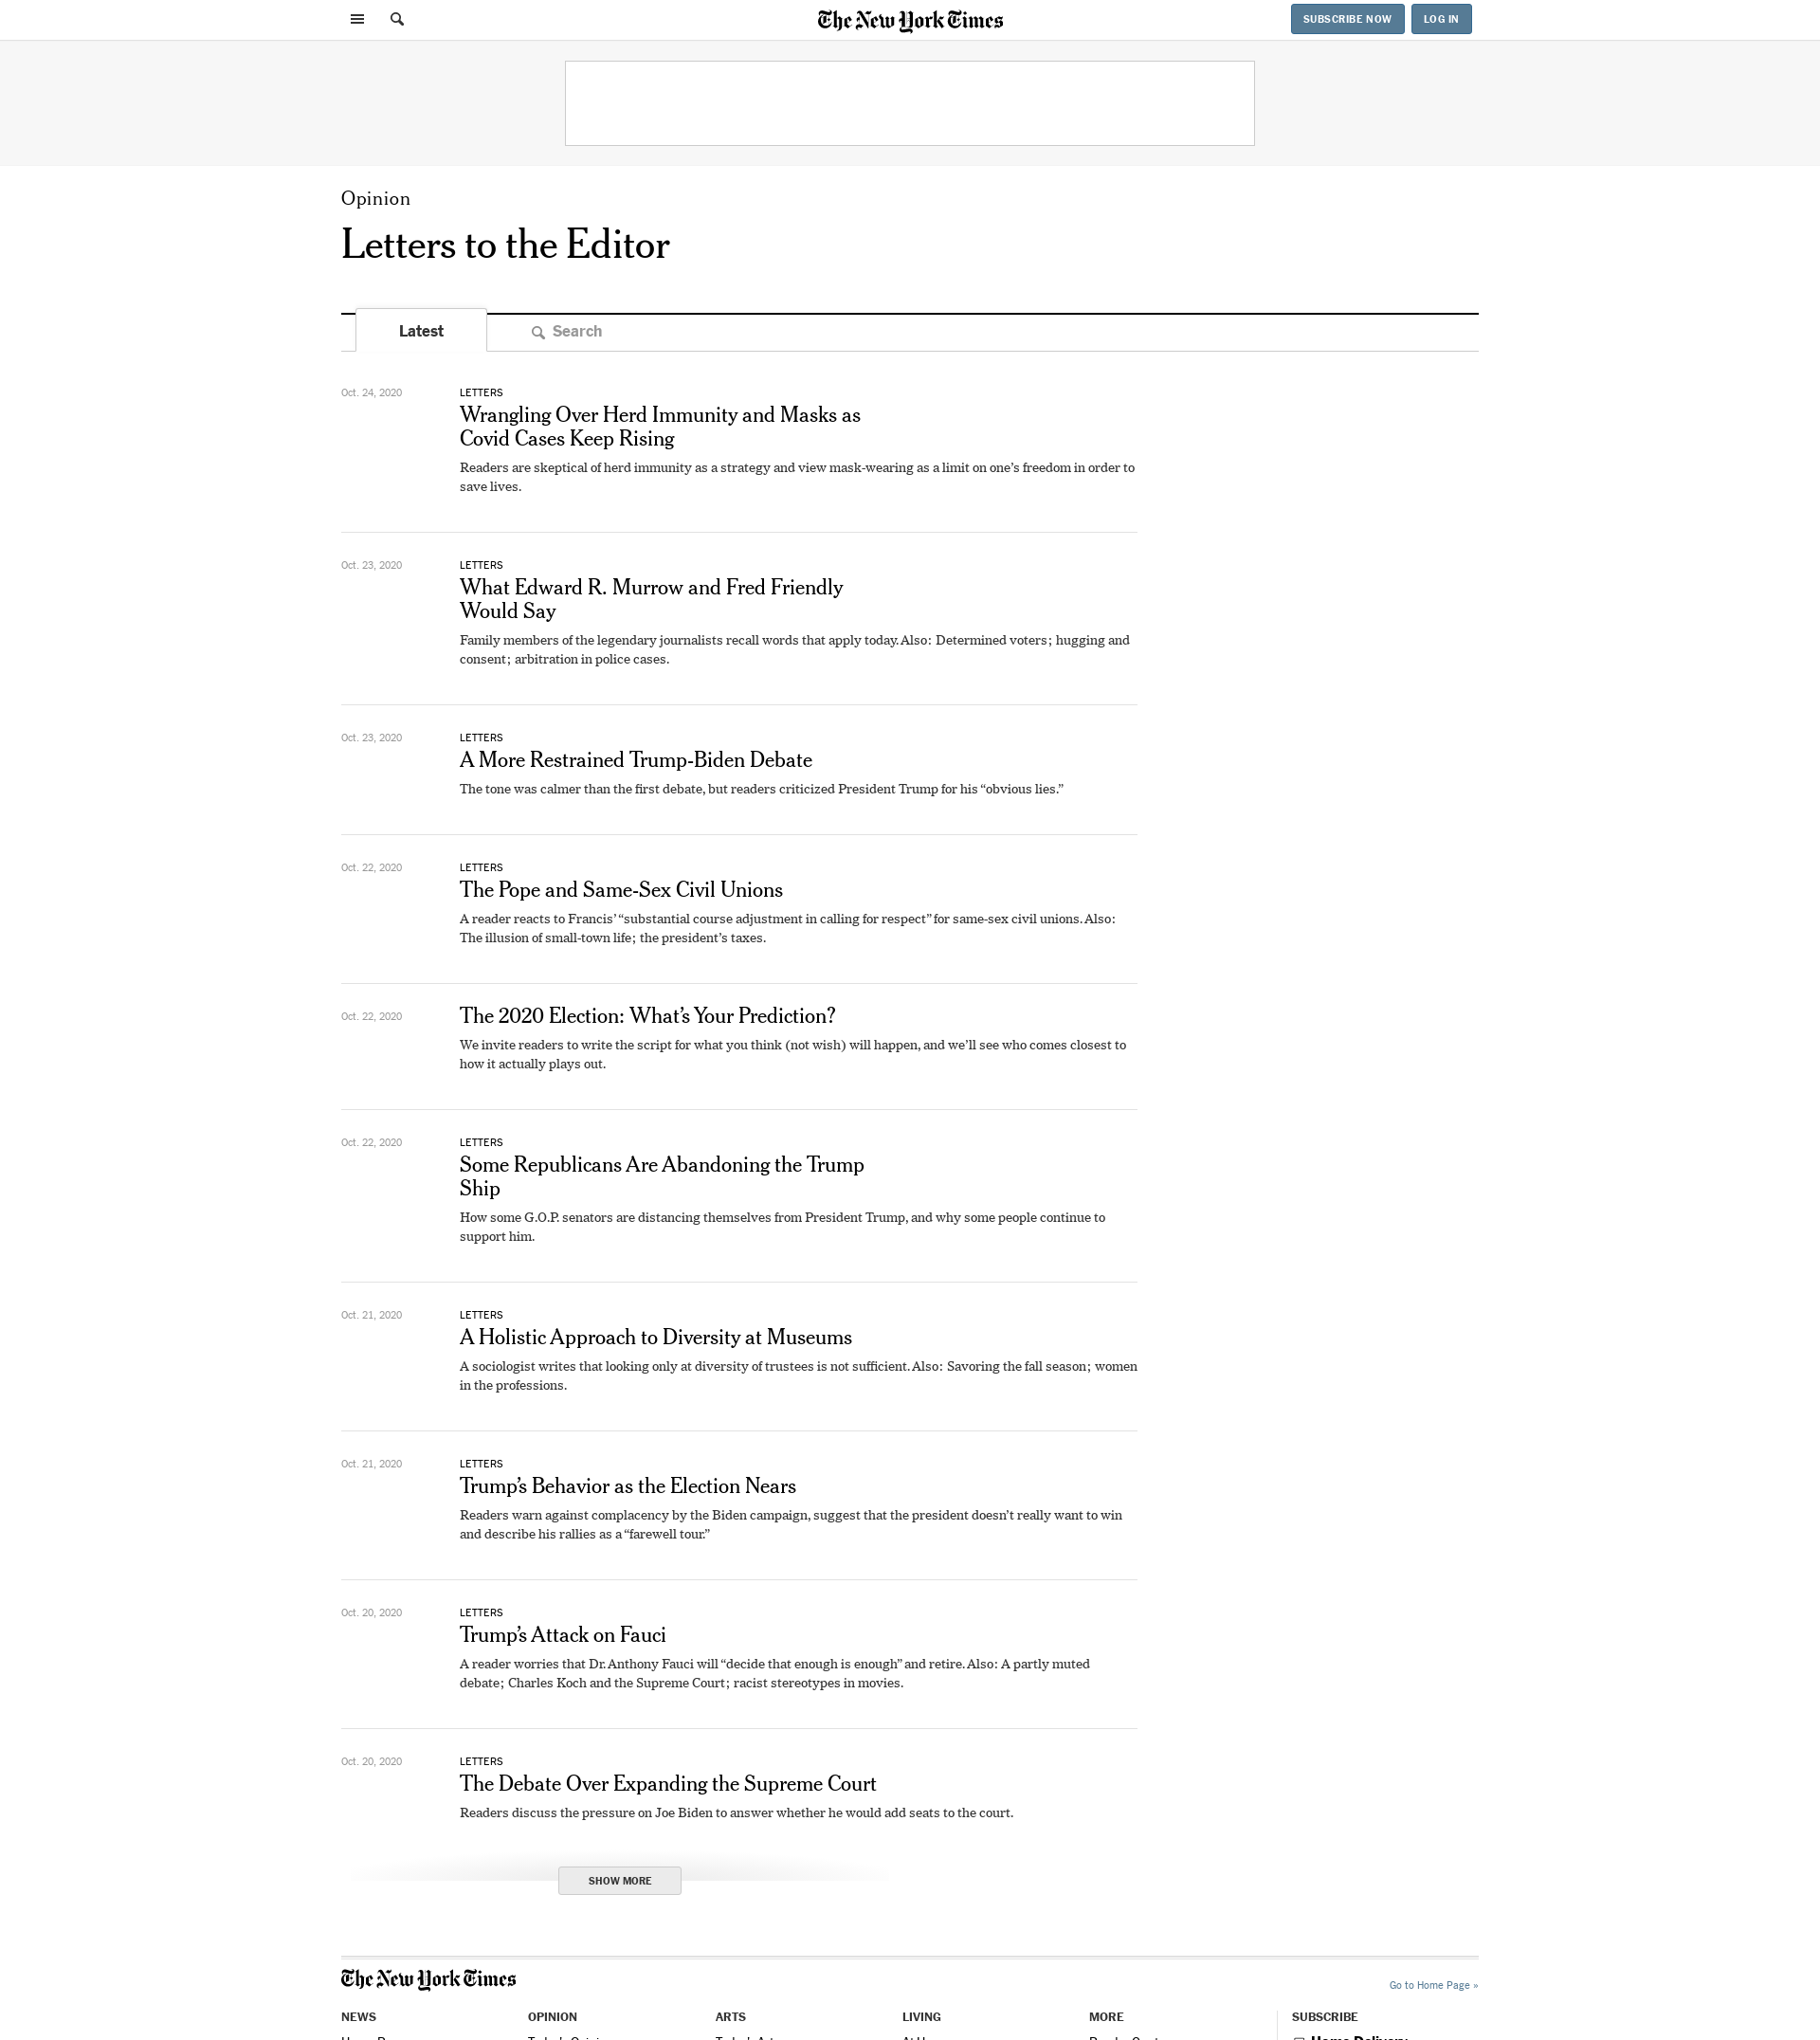 The New York Times
SUBSCRIBE NOW
LOG IN
Opinion
Letters to the Editor
Latest
Search
Oct. 24, 2020
LETTERS
Wrangling Over Herd Immunity and Masks as
Covid Cases Keep Rising
Readers are skeptical of herd immunity as a strategy and view mask-wearing as a limit on one’s freedom in order to
save lives.
Oct. 23, 2020
LETTERS
What Edward R. Murrow and Fred Friendly
Would Say
Family members of the legendary journalists recall words that apply today. Also: Determined voters; hugging and
consent; arbitration in police cases.
Oct. 23, 2020
LETTERS
A More Restrained Trump-Biden Debate
The tone was calmer than the first debate, but readers criticized President Trump for his “obvious lies.”
Oct. 22, 2020
LETTERS
The Pope and Same-Sex Civil Unions
A reader reacts to Francis’ “substantial course adjustment in calling for respect” for same-sex civil unions. Also:
The illusion of small-town life; the president’s taxes.
Oct. 22, 2020
The 2020 Election: What’s Your Prediction?
We invite readers to write the script for what you think (not wish) will happen, and we’ll see who comes closest to
how it actually plays out.
Oct. 22, 2020
LETTERS
Some Republicans Are Abandoning the Trump
Ship
How some G.O.P. senators are distancing themselves from President Trump, and why some people continue to
support him.
Oct. 21, 2020
LETTERS
A Holistic Approach to Diversity at Museums
A sociologist writes that looking only at diversity of trustees is not sufficient. Also: Savoring the fall season; women
in the professions.
Oct. 21, 2020
LETTERS
Trump’s Behavior as the Election Nears
Readers warn against complacency by the Biden campaign, suggest that the president doesn’t really want to win
and describe his rallies as a “farewell tour.”
Oct. 20, 2020
LETTERS
Trump’s Attack on Fauci
A reader worries that Dr. Anthony Fauci will “decide that enough is enough” and retire. Also: A partly muted
debate; Charles Koch and the Supreme Court; racist stereotypes in movies.
Oct. 20, 2020
LETTERS
The Debate Over Expanding the Supreme Court
Readers discuss the pressure on Joe Biden to answer whether he would add seats to the court.
SHOW MORE
The New York Times
Go to Home Page »
NEWS
OPINION
ARTS
LIVING
MORE
SUBSCRIBE
Home Delivery